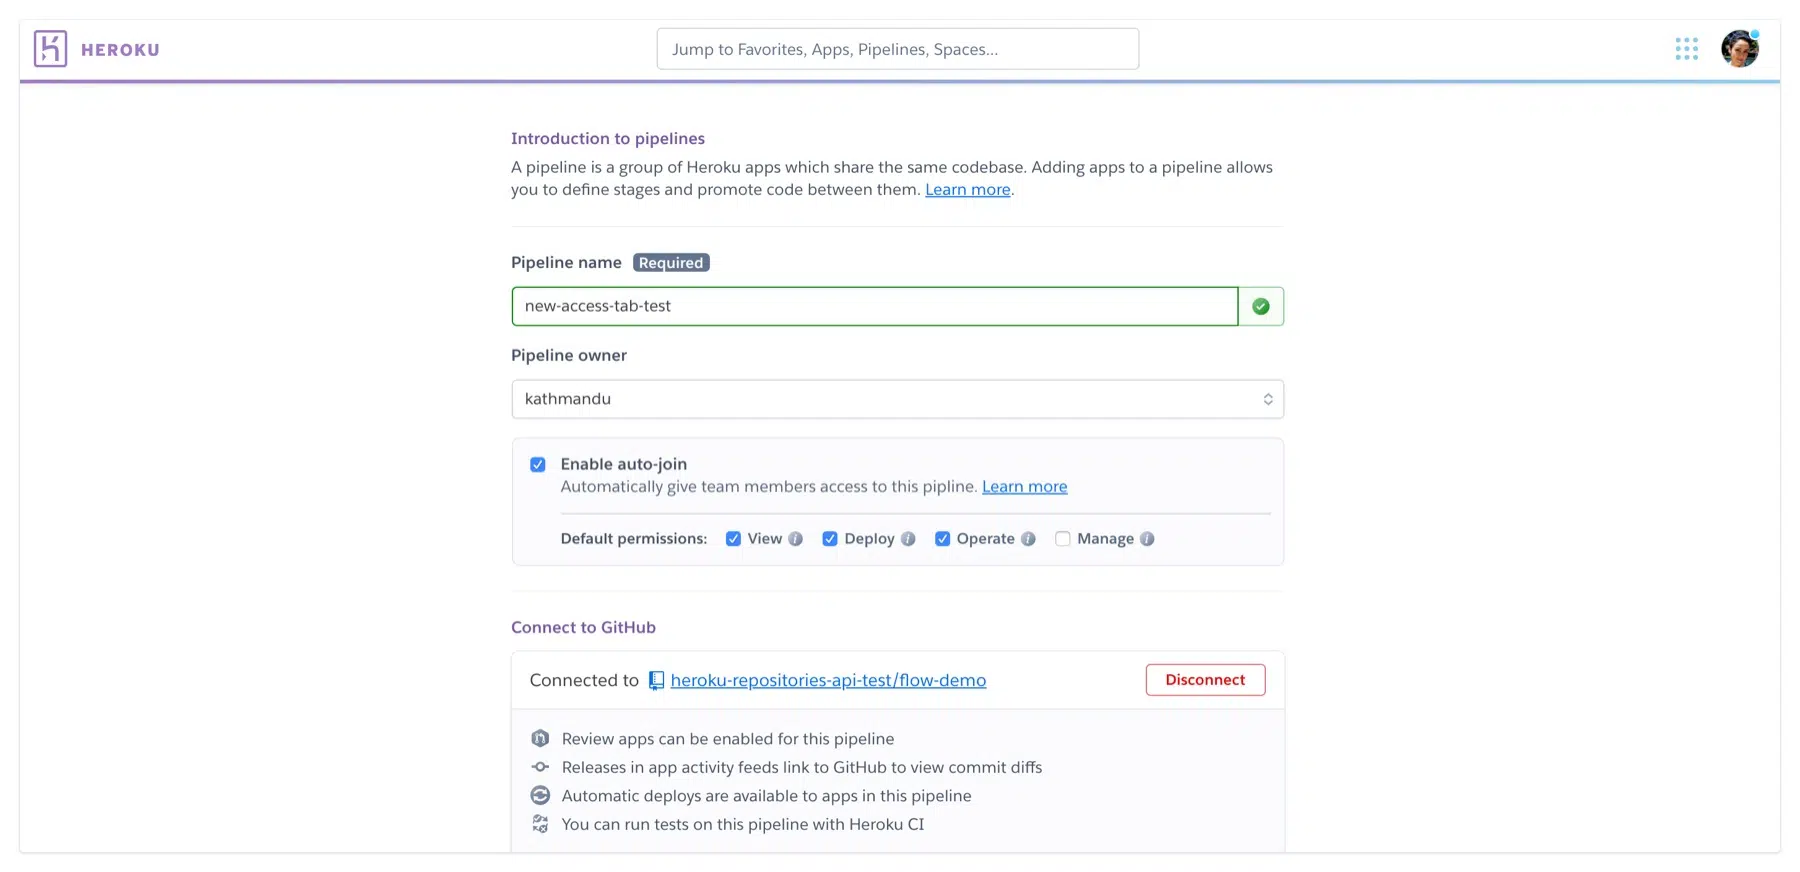 HEROKU
Jump to Favorites, Apps, Pipelines, Spaces...
Introduction to pipelines
A pipeline is a group of Heroku apps which share the same codebase. Adding apps to a pipeline allows
you to define stages and promote code between them. Learn more.
Pipeline name Required
new-access-tab-test
Pipeline owner
kathmandu
Enable auto-join
Automatically give team members access to this pipline. Learn more
Default permissions: View i Deploy i Operate i Manage i
Connect to GitHub
Connected to heroku-repositories-api-test/flow-demo Disconnect
Review apps can be enabled for this pipeline
Releases in app activity feeds link to GitHub to view commit diffs
Automatic deploys are available to apps in this pipeline
You can run tests on this pipeline with Heroku CI